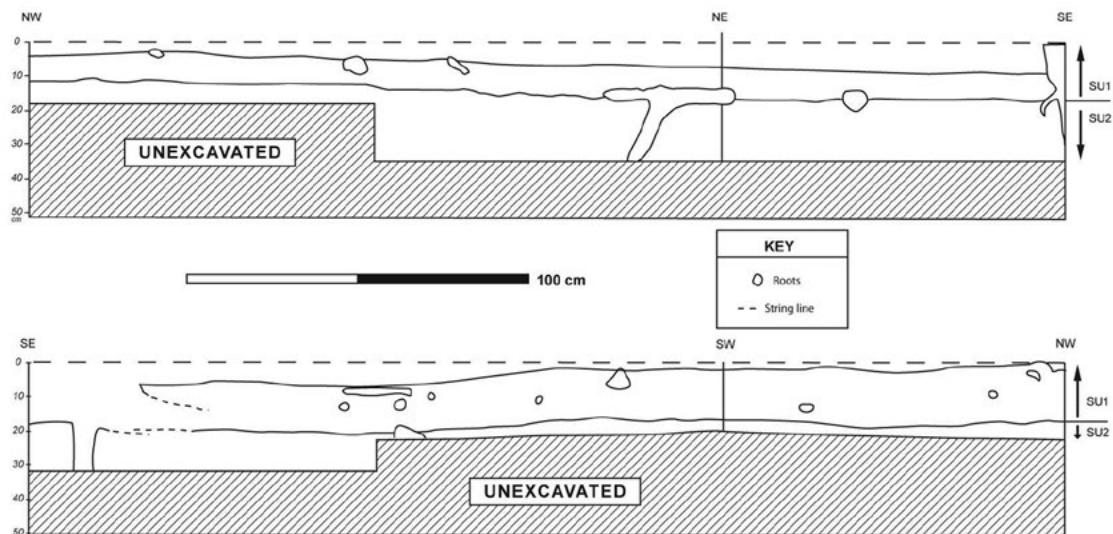 NW NE SE
0
10
20
30
40
50
cm
UNEXCAVATED
SU1
SU2
100 cm
KEY
Roots
String line
SE SW NW
0
10
20
30
40
50
UNEXCAVATED
SU1
SU2